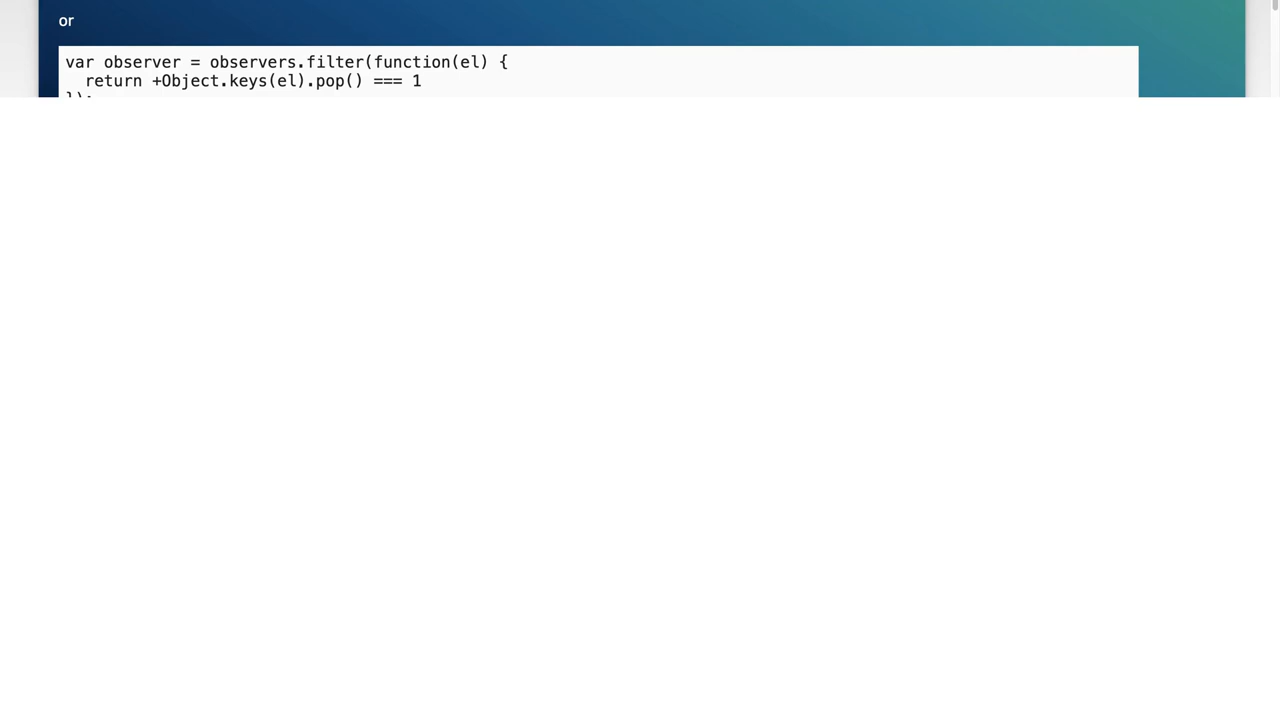 or
var observer = observers.filter(function(el) {
  return +Object.keys(el).pop() === 1
});